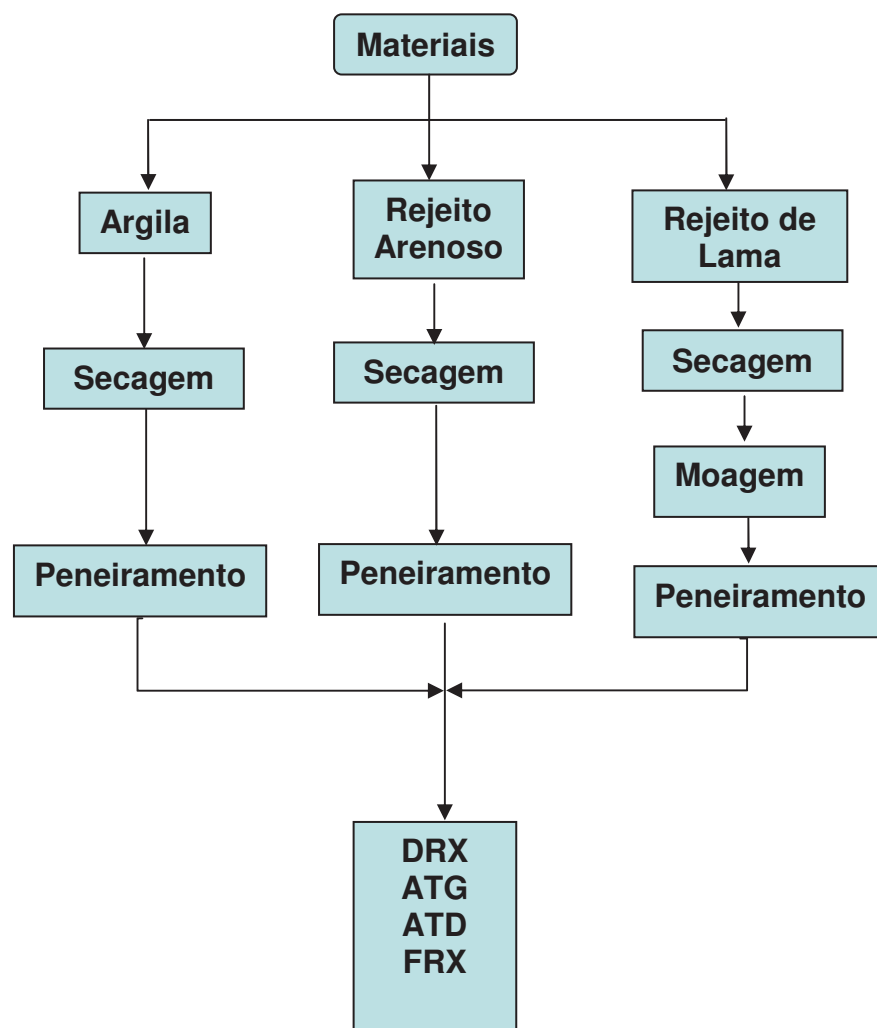 Materiais
Argila
Rejeito
Arenoso
Rejeito de
Lama
Secagem
Secagem
Secagem
Moagem
Peneiramento
Peneiramento
Peneiramento
DRX
ATG
ATD
FRX